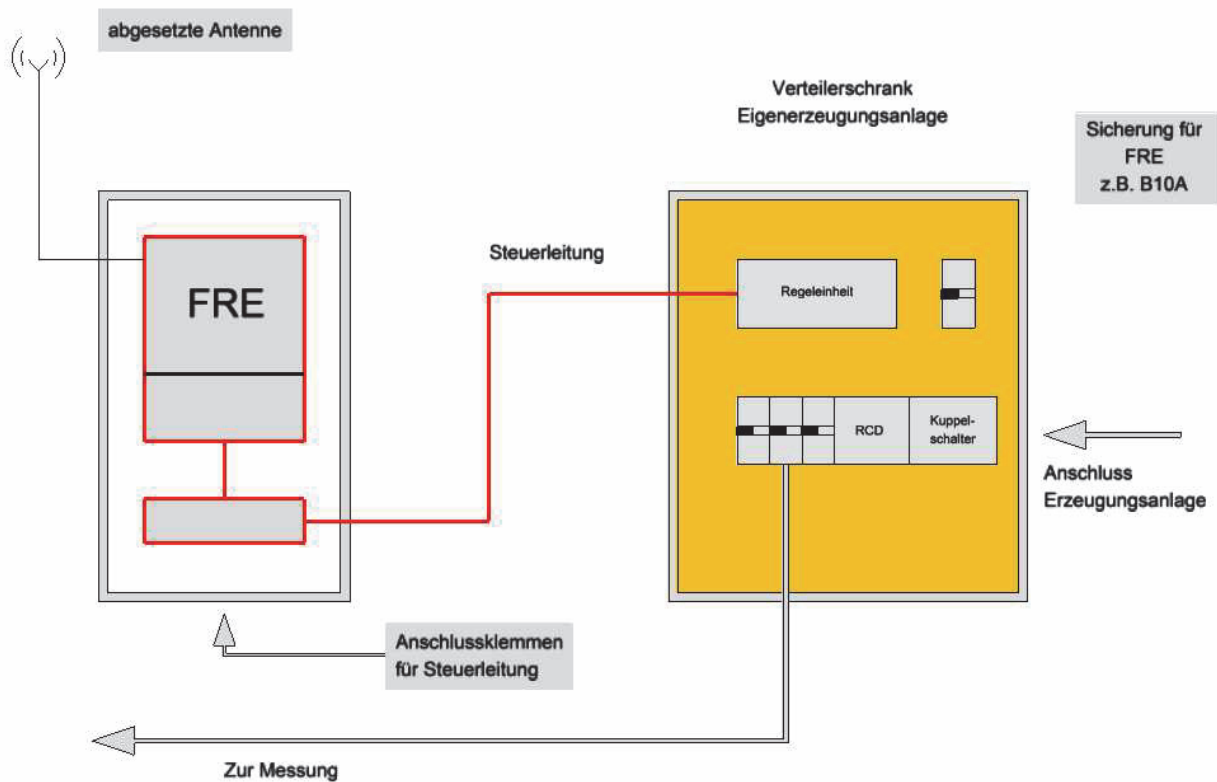 abgesetzte Antenne
Verteilerschrank
Eigenerzeugungsanlage
Sicherung für
FRE
z.B. B10A
Steuerleitung
FRE
Regeleinheit
RCD
Kuppel-
schalter
Anschluss
Erzeugungsanlage
Anschlussklemmen
für Steuerleitung
Zur Messung